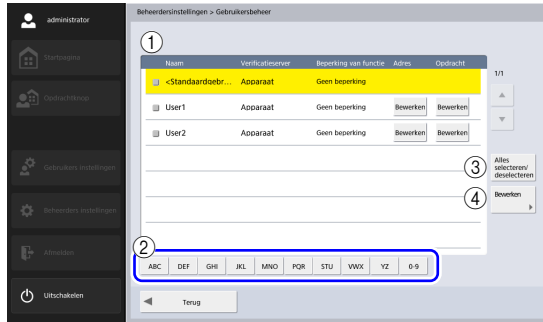 administrator
Beheerdersinstellingen > Gebruikersbeheer
Startpagina
Opdrachtknop
Gebruikers instellingen
Beheerders instellingen
Afmelden
Uitschakelen
1
Naam Verificatieserver Beperking van functie Adres Opdracht
<Standaardgebr... Apparaat Geen beperking
User1 Apparaat Geen beperking Bewerken Bewerken
User2 Apparaat Geen beperking Bewerken Bewerken
1/1
3
Alles
selecteren/
deselecteren
4
Bewerken
2
ABC DEF GHI JKL MNO PQR STU VWX YZ 0-9
Terug